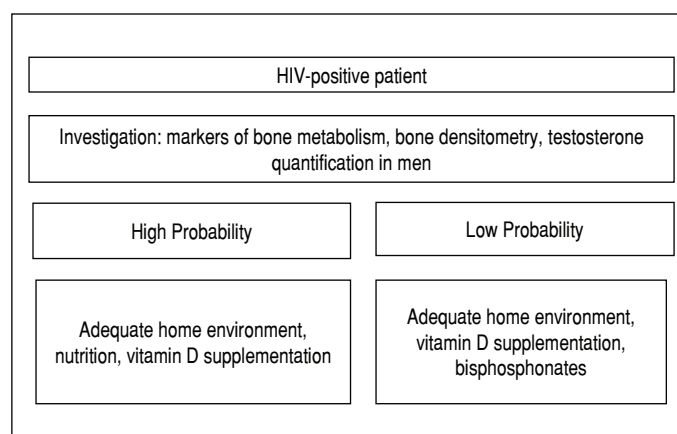 HIV-positive patient
Investigation: markers of bone metabolism, bone densitometry, testosterone
quantification in men
High Probability
Low Probability
Adequate home environment,
nutrition, vitamin D supplementation
Adequate home environment,
vitamin D supplementation,
bisphosphonates